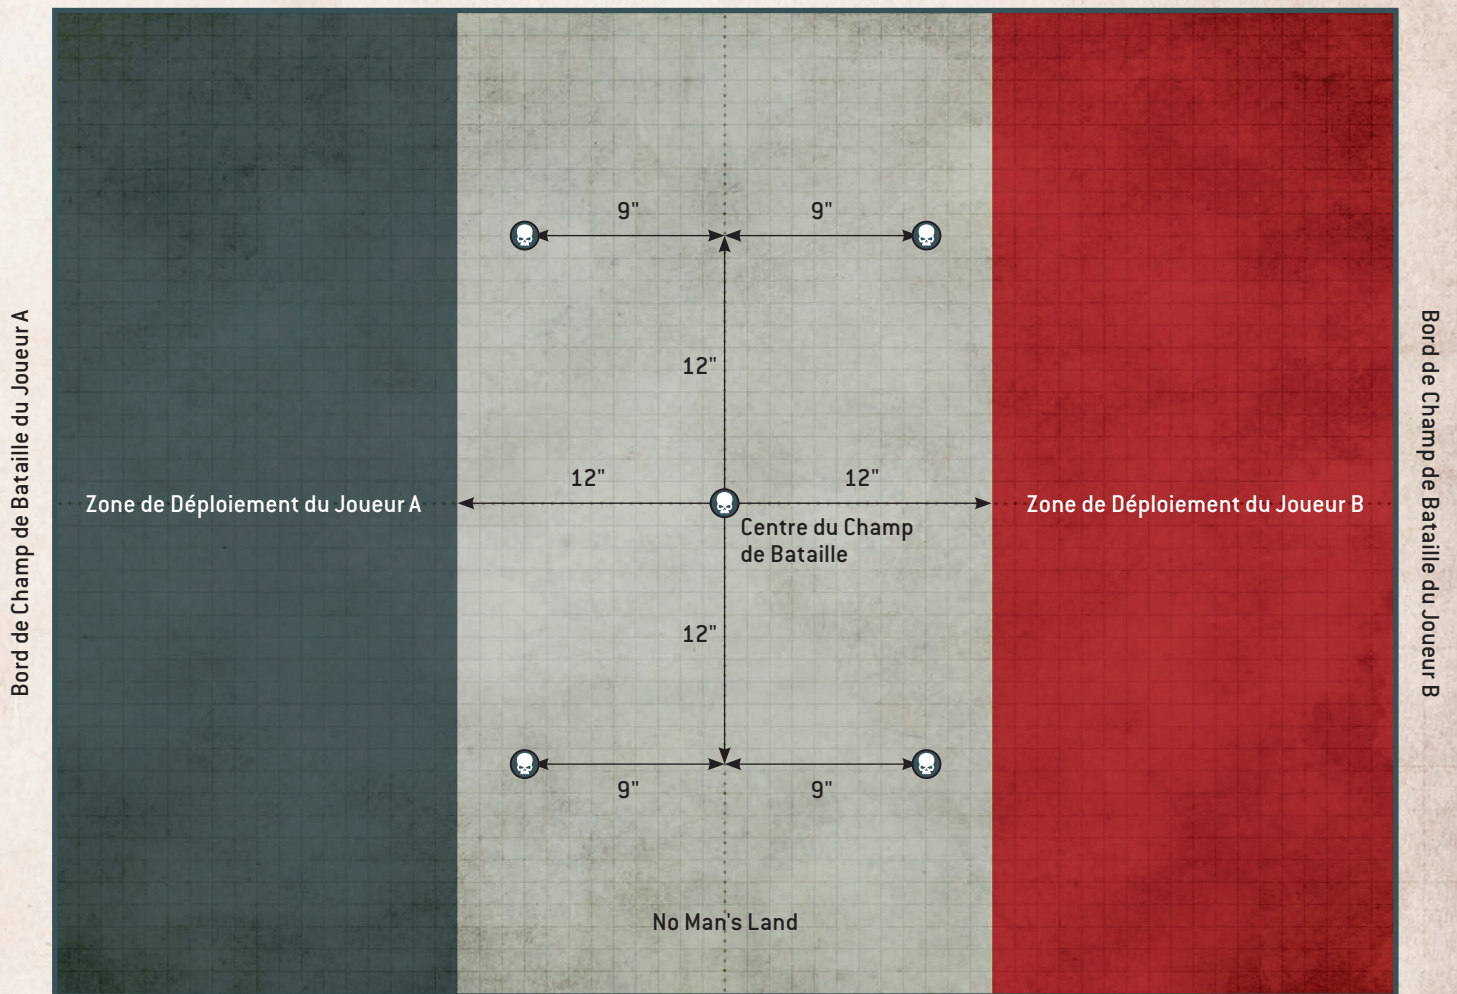 9"
9"
Bord de Champ de Bataille du Joueur A
Bord de Champ de Bataille du Joueur B
12"
12"
12"
Zone de Déploiement du Joueur A
Zone de Déploiement du Joueur B
Centre du Champ
de Bataille
12"
9"
9"
No Man's Land